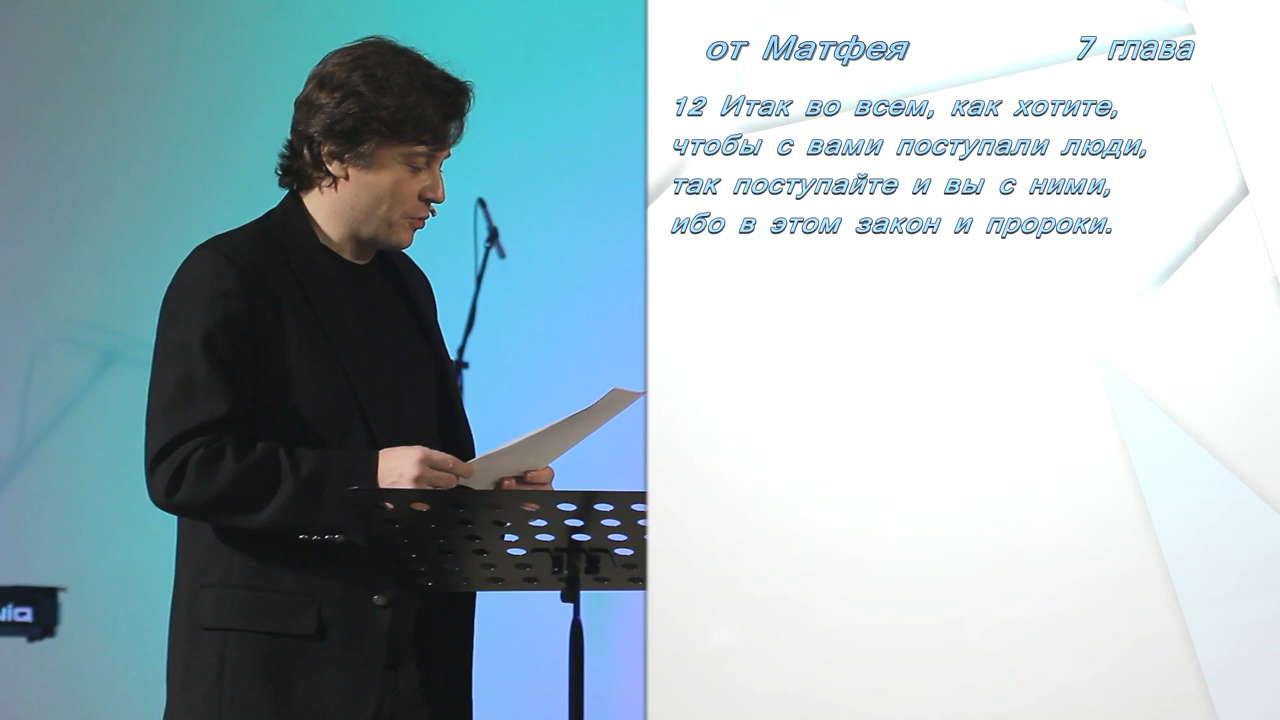 от Матфея 7 глава
12 Итак во всем, как хотите,
чтобы с вами поступали люди,
так поступайте и вы с ними,
ибо в этом закон и пророки.